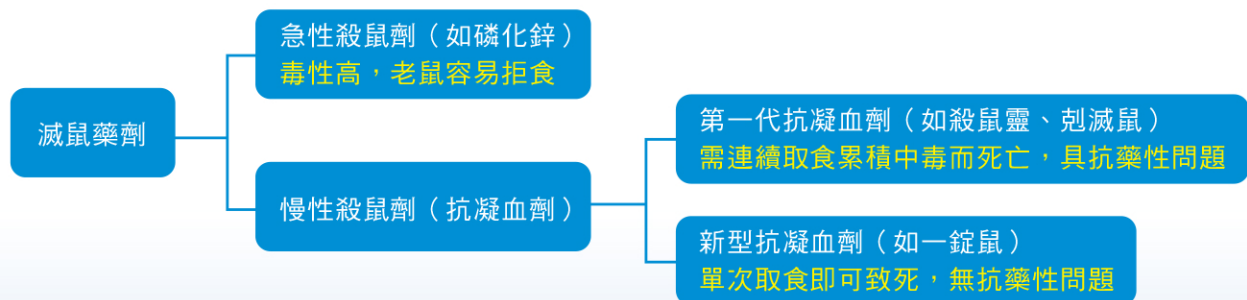 滅鼠藥劑
急性殺鼠劑（如磷化鋅）
毒性高，老鼠容易拒食
慢性殺鼠劑（抗凝血劑）
第一代抗凝血劑（如殺鼠靈、剋滅鼠）
需連續取食累積中毒而死亡，具抗藥性問題
新型抗凝血劑（如一錠鼠）
單次取食即可致死，無抗藥性問題